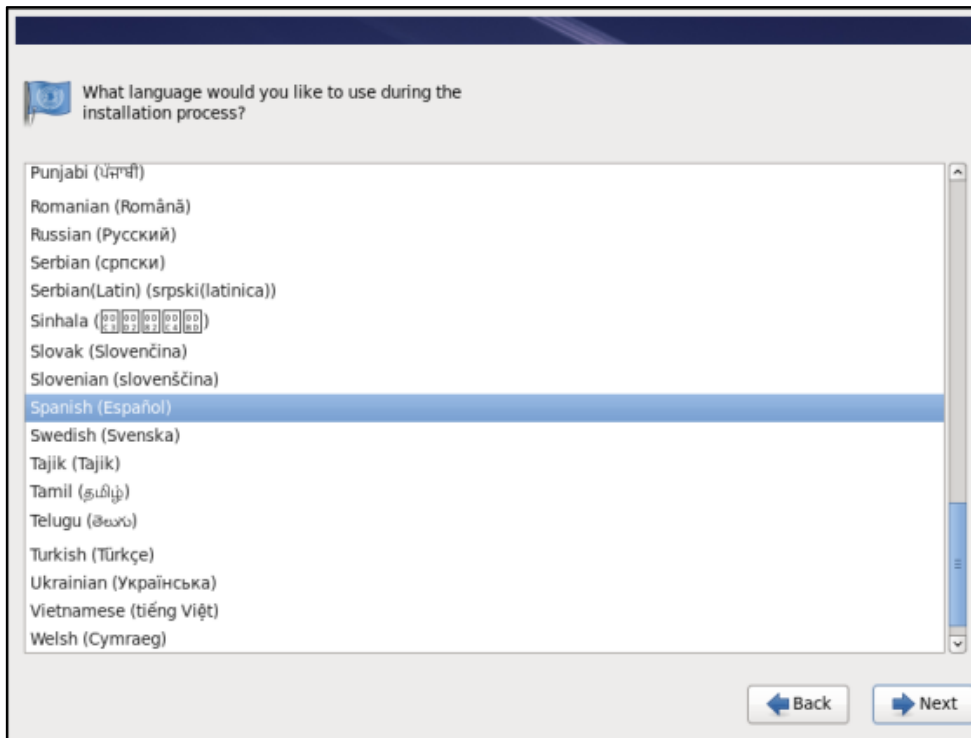 What language would you like to use during the
installation process?
Punjabi (ਪੰਜਾਬੀ)
Romanian (Română)
Russian (Русский)
Serbian (српски)
Serbian(Latin) (srpski(latinica))
Sinhala ()
Slovak (Slovenčina)
Slovenian (slovenščina)
Spanish (Español)
Swedish (Svenska)
Tajik (Tajik)
Tamil (தமிழ்)
Telugu (తెలుగు)
Turkish (Türkçe)
Ukrainian (Українська)
Vietnamese (tiếng Việt)
Welsh (Cymraeg)
Back
Next